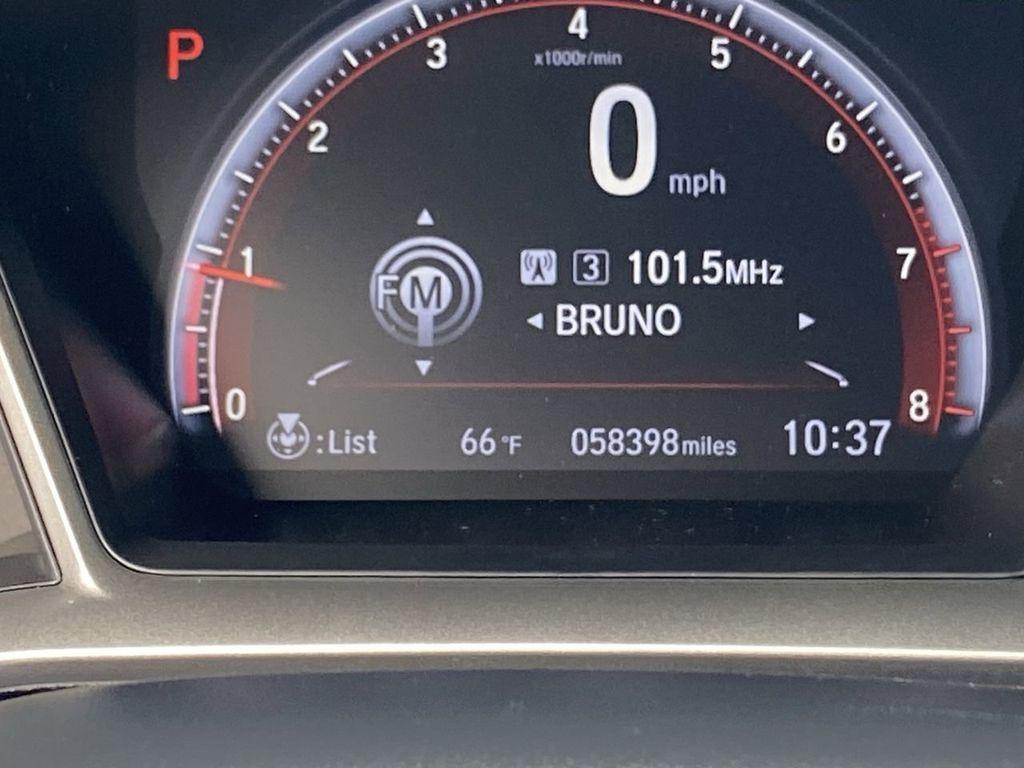 P
3 4 5
x1000r/min
2 6
0 mph
1 7
3 101.5MHz
FM
BRUNO
0 8
:List 66°F 058398miles 10:37